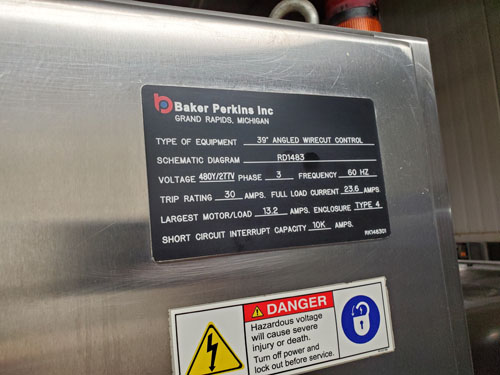 Baker Perkins Inc
GRAND RAPIDS, MICHIGAN
TYPE OF EQUIPMENT 39" ANGLED WIRECUT CONTROL
SCHEMATIC DIAGRAM RD1483
VOLTAGE 480Y/277V PHASE 3 FREQUENCY 60 HZ
TRIP RATING 30 AMPS. FULL LOAD CURRENT 23.6 AMPS
LARGEST MOTOR/LOAD 13.2 AMPS. ENCLOSURE TYPE 4
SHORT CIRCUIT INTERRUPT CAPACITY 10K AMPS.
RK148301
DANGER
Hazardous voltage
will cause severe
injury or death.
Turn off power and
lock out before service.